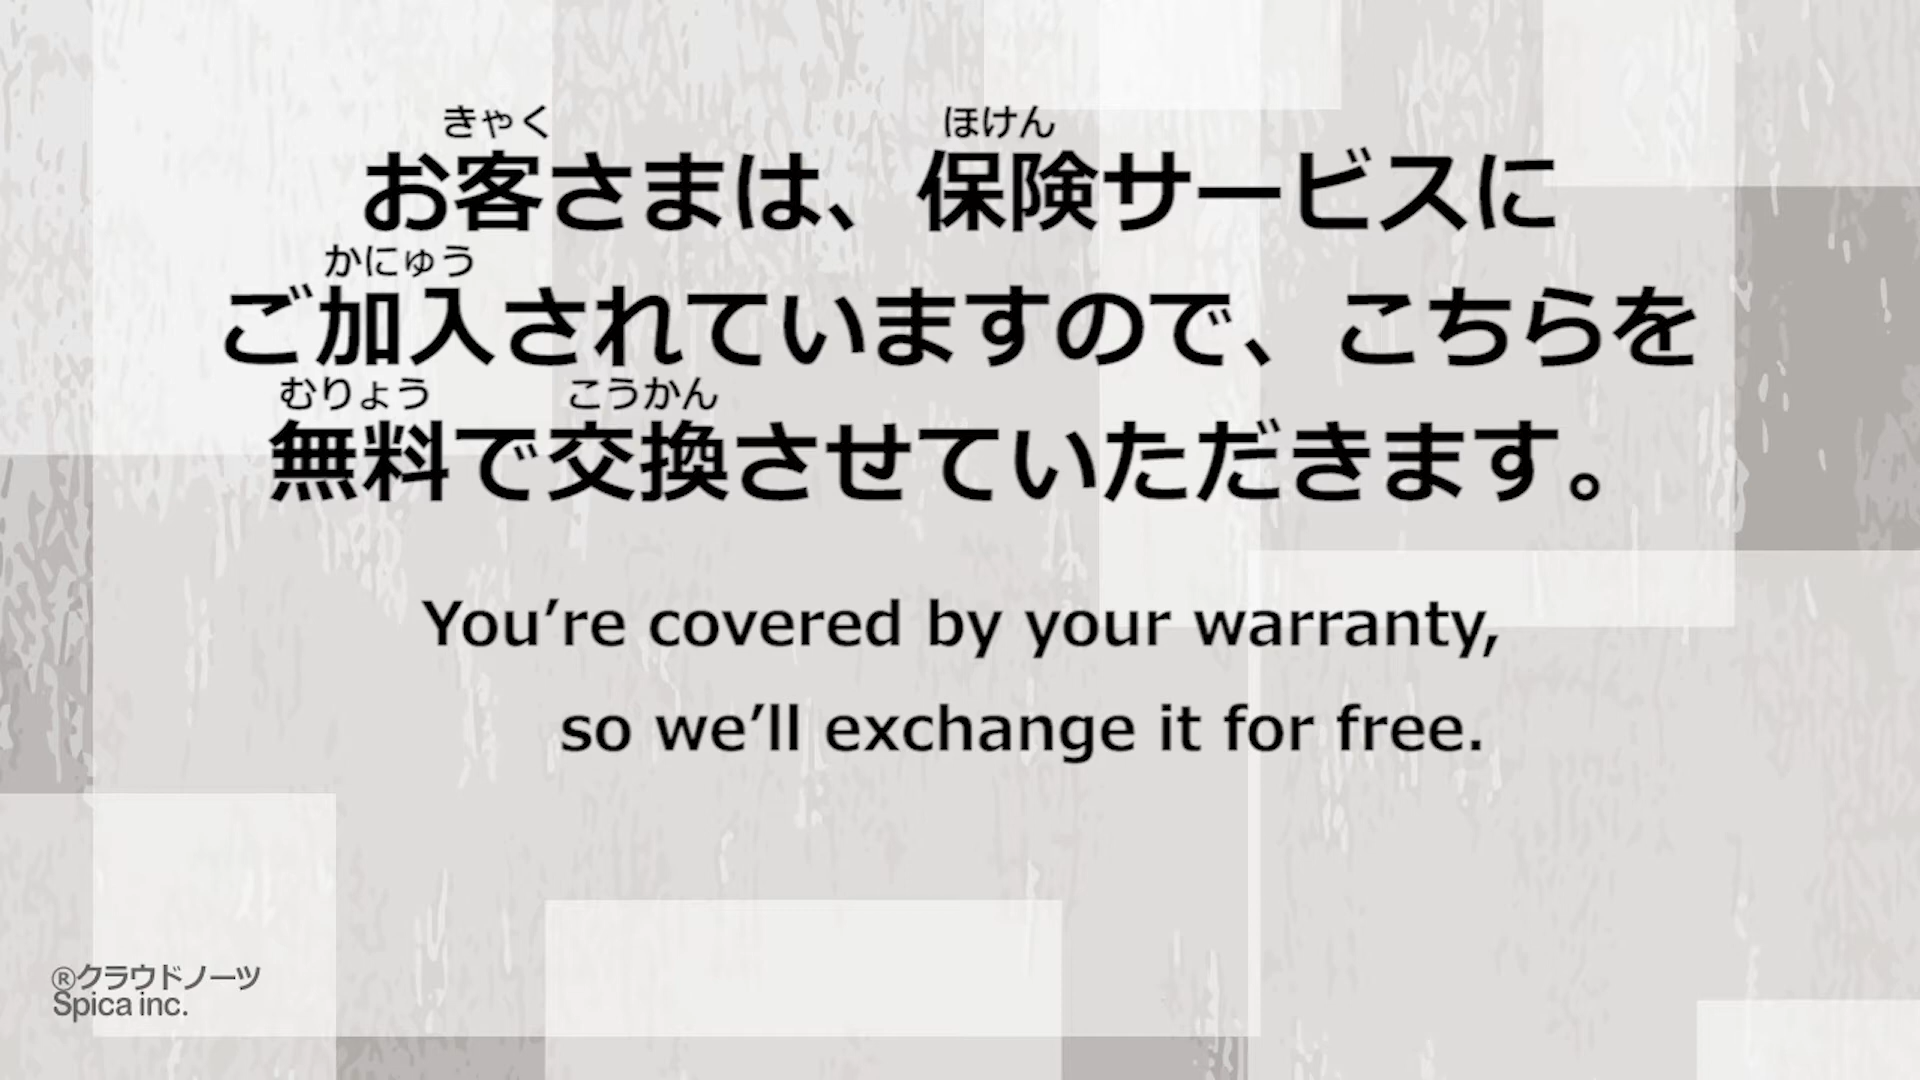 きゃく ほけん
お客さまは、保険サービスに
かにゅう
ご加入されていますので、こちらを
むりょう こうかん
無料で交換させていただきます。
You’re covered by your warranty,
so we’ll exchange it for free.
®クラウドノーツ
Spica inc.